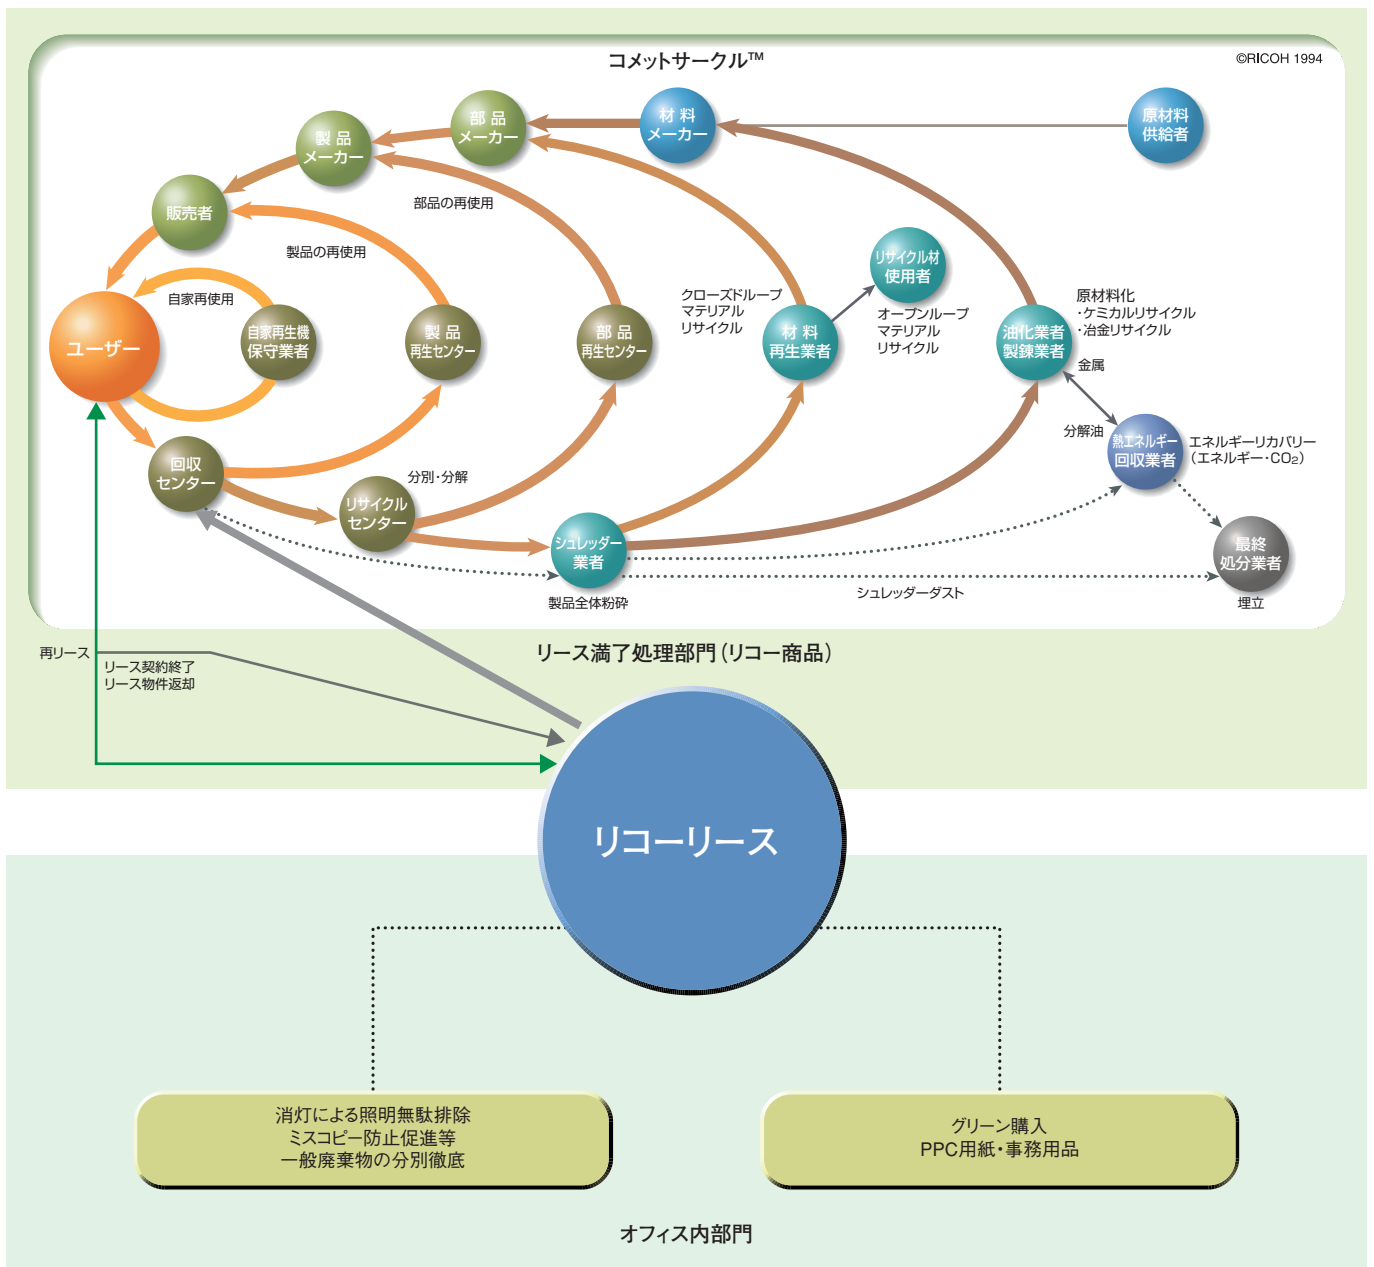 コメットサークル™
©RICOH 1994
原材料
供給者
材 料
メーカー
部 品
メーカー
製 品
メーカー
販売者
部品の再使用
製品の再使用
自家再使用
ユーザー
自家再生機
保守業者
製 品
再生センター
部 品
再生センター
クローズドループ
マテリアル
リサイクル
材 料
再生業者
リサイクル材
使用者
オープンループ
マテリアル
リサイクル
油化業者
製錬業者
原材料化
・ケミカルリサイクル
・冶金リサイクル
金属
分解油
熱エネルギー
回収業者
エネルギーリカバリー
（エネルギー・CO₂）
回収
センター
分別・分解
リサイクル
センター
シュレッダー
業者
製品全体粉砕
シュレッダーダスト
最終
処分業者
埋立
再リース
リース契約終了
リース物件返却
リース満了処理部門（リコー商品）
リコーリース
消灯による照明無駄排除
ミスコピー防止促進等
一般廃棄物の分別徹底
グリーン購入
PPC用紙・事務用品
オフィス内部門